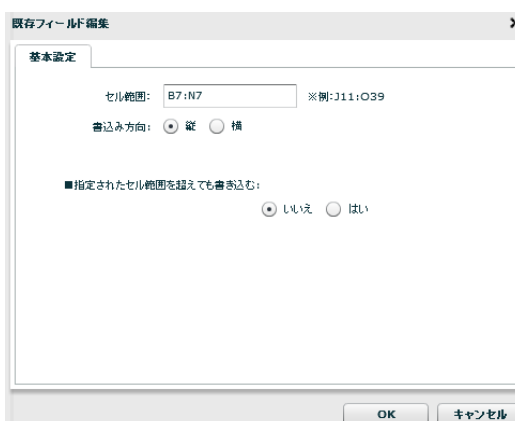 既存フィールド編集
基本設定
セル範囲: B7:N7 ※例:J11:O39
書込み方向: 縦 横
■指定されたセル範囲を超えても書き込む:
いいえ はい
OK キャンセル